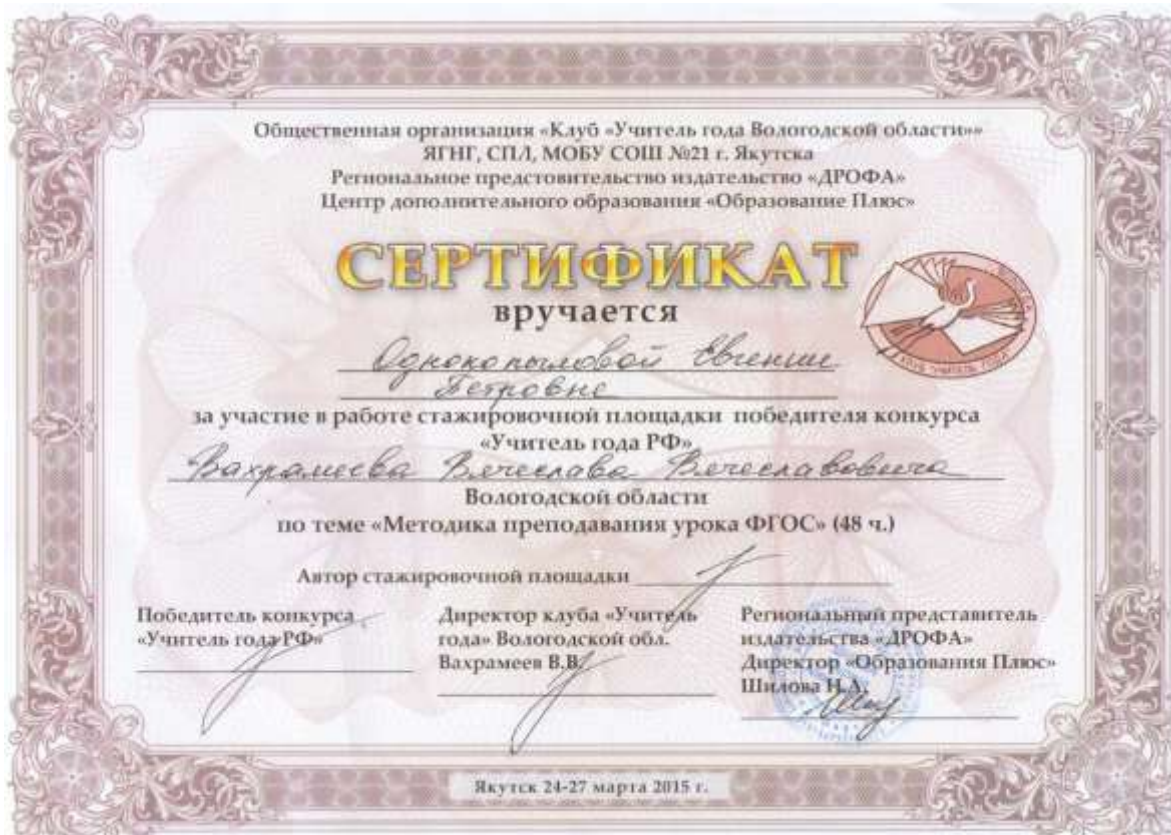 Общественная организация «Клуб «Учитель года Вологодской области»»
ЯГНГ, СПЛ, МОБУ СОШ №21 г. Якутска
Региональное предстовительство издательство «ДРОФА»
Центр дополнительного образования «Образование Плюс»
СЕРТИФИКАТ
вручается
Однокопыловой Евгении
Петровне
за участие в работе стажировочной площадки победителя конкурса
«Учитель года РФ»
Вахрамеева Вячеслава Вячеславовича
Вологодской области
по теме «Методика преподавания урока ФГОС» (48 ч.)
Автор стажировочной площадки
Победитель конкурса
«Учитель года РФ»
Директор клуба «Учитель
года» Вологодской обл.
Вахрамеев В.В.
Региональный представитель
издательства «ДРОФА»
Директор «Образования Плюс»
Шилова Н.А.
Якутск 24-27 марта 2015 г.